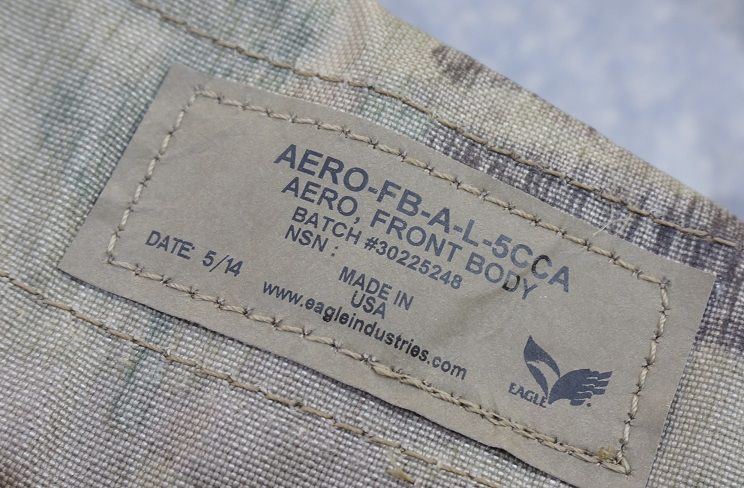 AERO-FB-A-L-5CCA
AERO, FRONT BODY
BATCH #30225248
NSN :
DATE 5/14
MADE IN
USA
www.eagleindustries.com
EAGLE
®